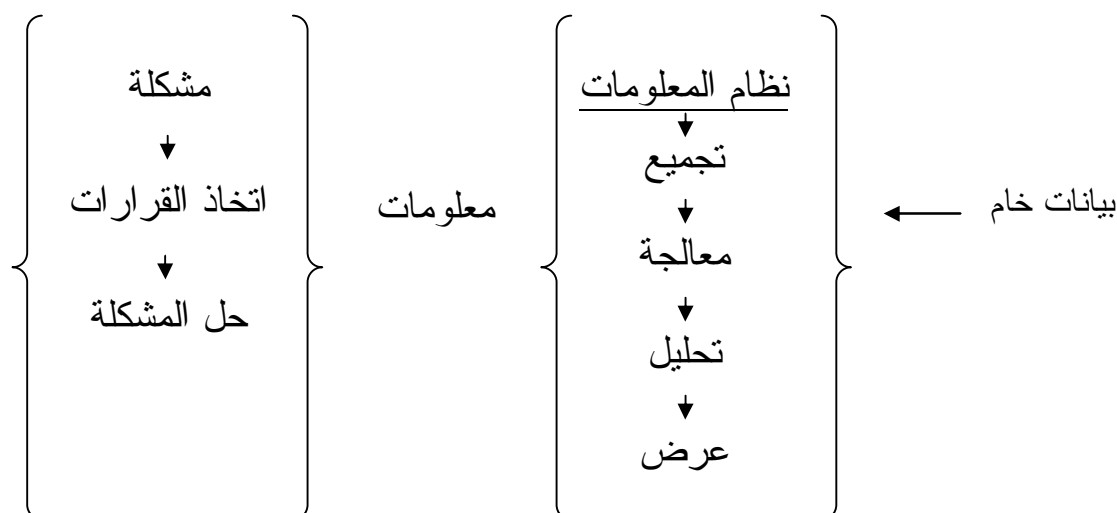 بيانات خام
نظام المعلومات
تجميع
معالجة
تحليل
عرض
معلومات
مشكلة
اتخاذ القرارات
حل المشكلة